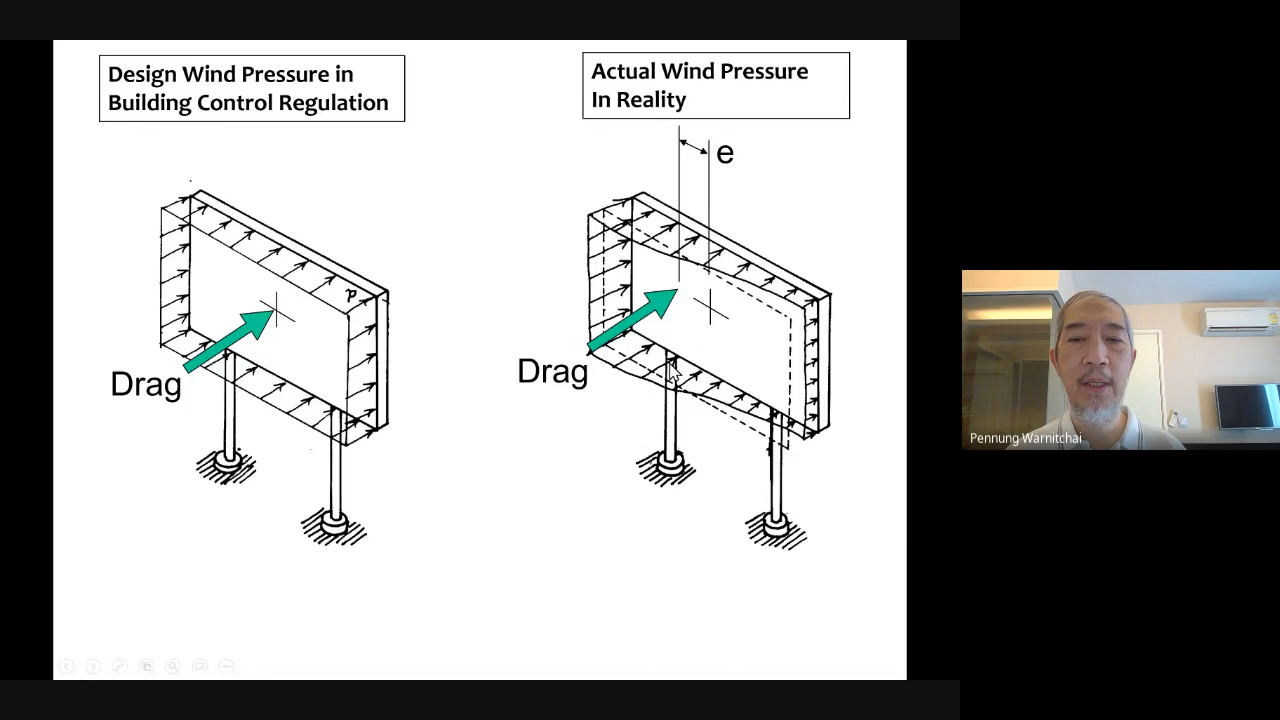 Design Wind Pressure in
Building Control Regulation
Actual Wind Pressure
In Reality
e
p
Drag
Drag
Pennung Warnitchai